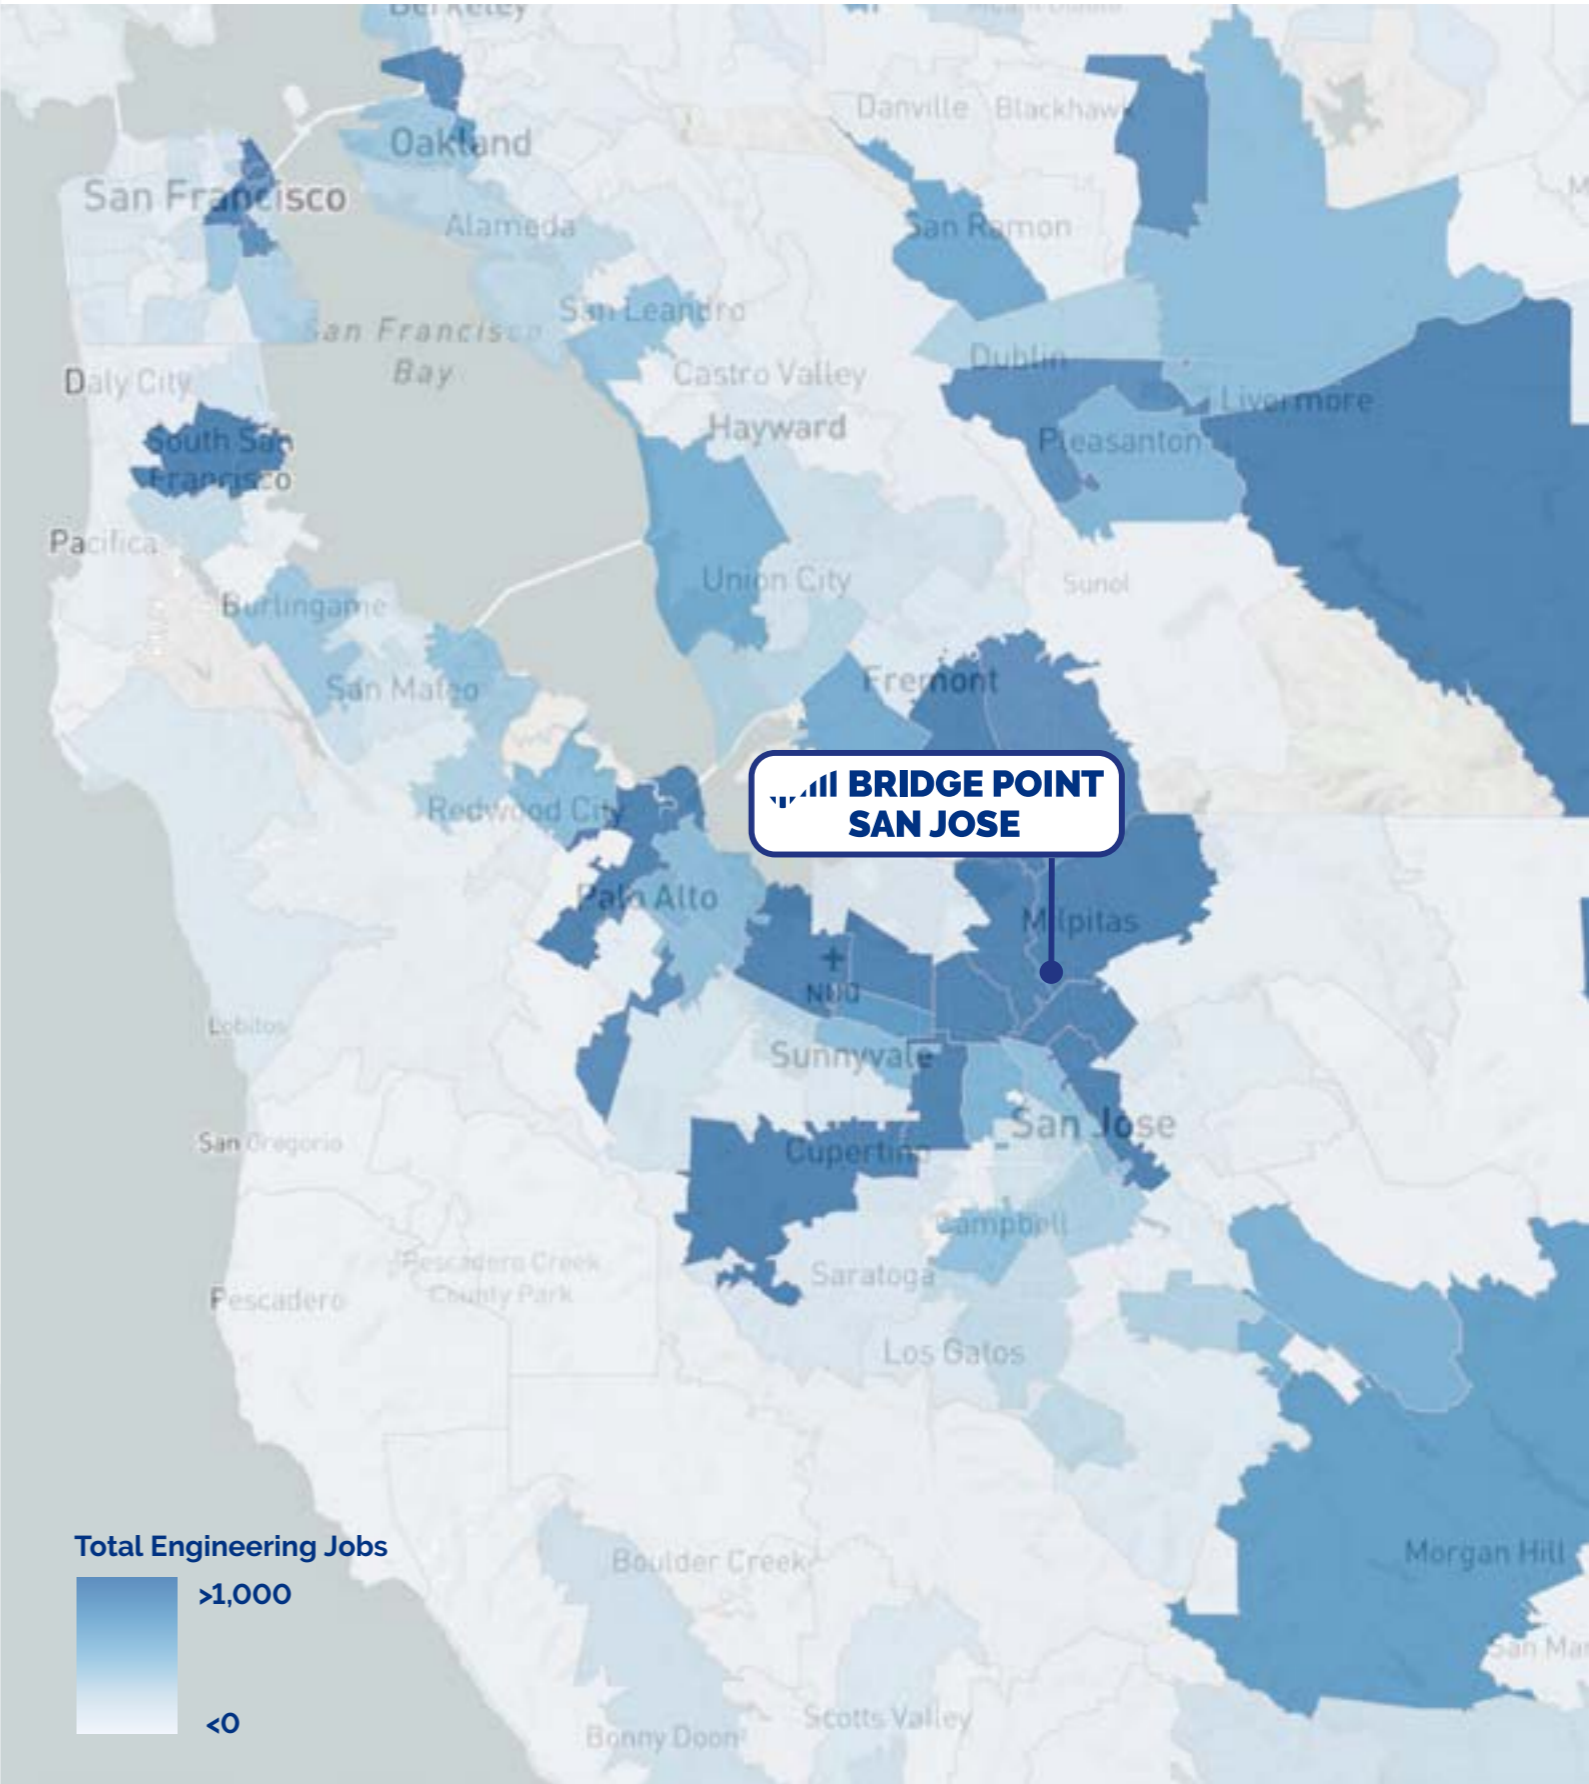 Berkeley
Danville
Blackhawk
Oakland
San Francisco
Alameda
San Ramon
San Leandro
San Francisco
Bay
Dublin
Daly City
Castro Valley
Livermore
Hayward
Pleasanton
South San
Francisco
Pacifica
Union City
Sunol
Burlingame
Fremont
San Mateo
BRIDGE POINT
SAN JOSE
Redwood City
Palo Alto
Milpitas
Lobitos
Sunnyvale
San Jose
San Gregorio
Cupertino
Campbell
Pescadero Creek
County Park
Saratoga
Pescadero
Los Gatos
Total Engineering Jobs
>1,000
<0
Boulder Creek
Morgan Hill
San Mar
Scotts Valley
Bonny Doon